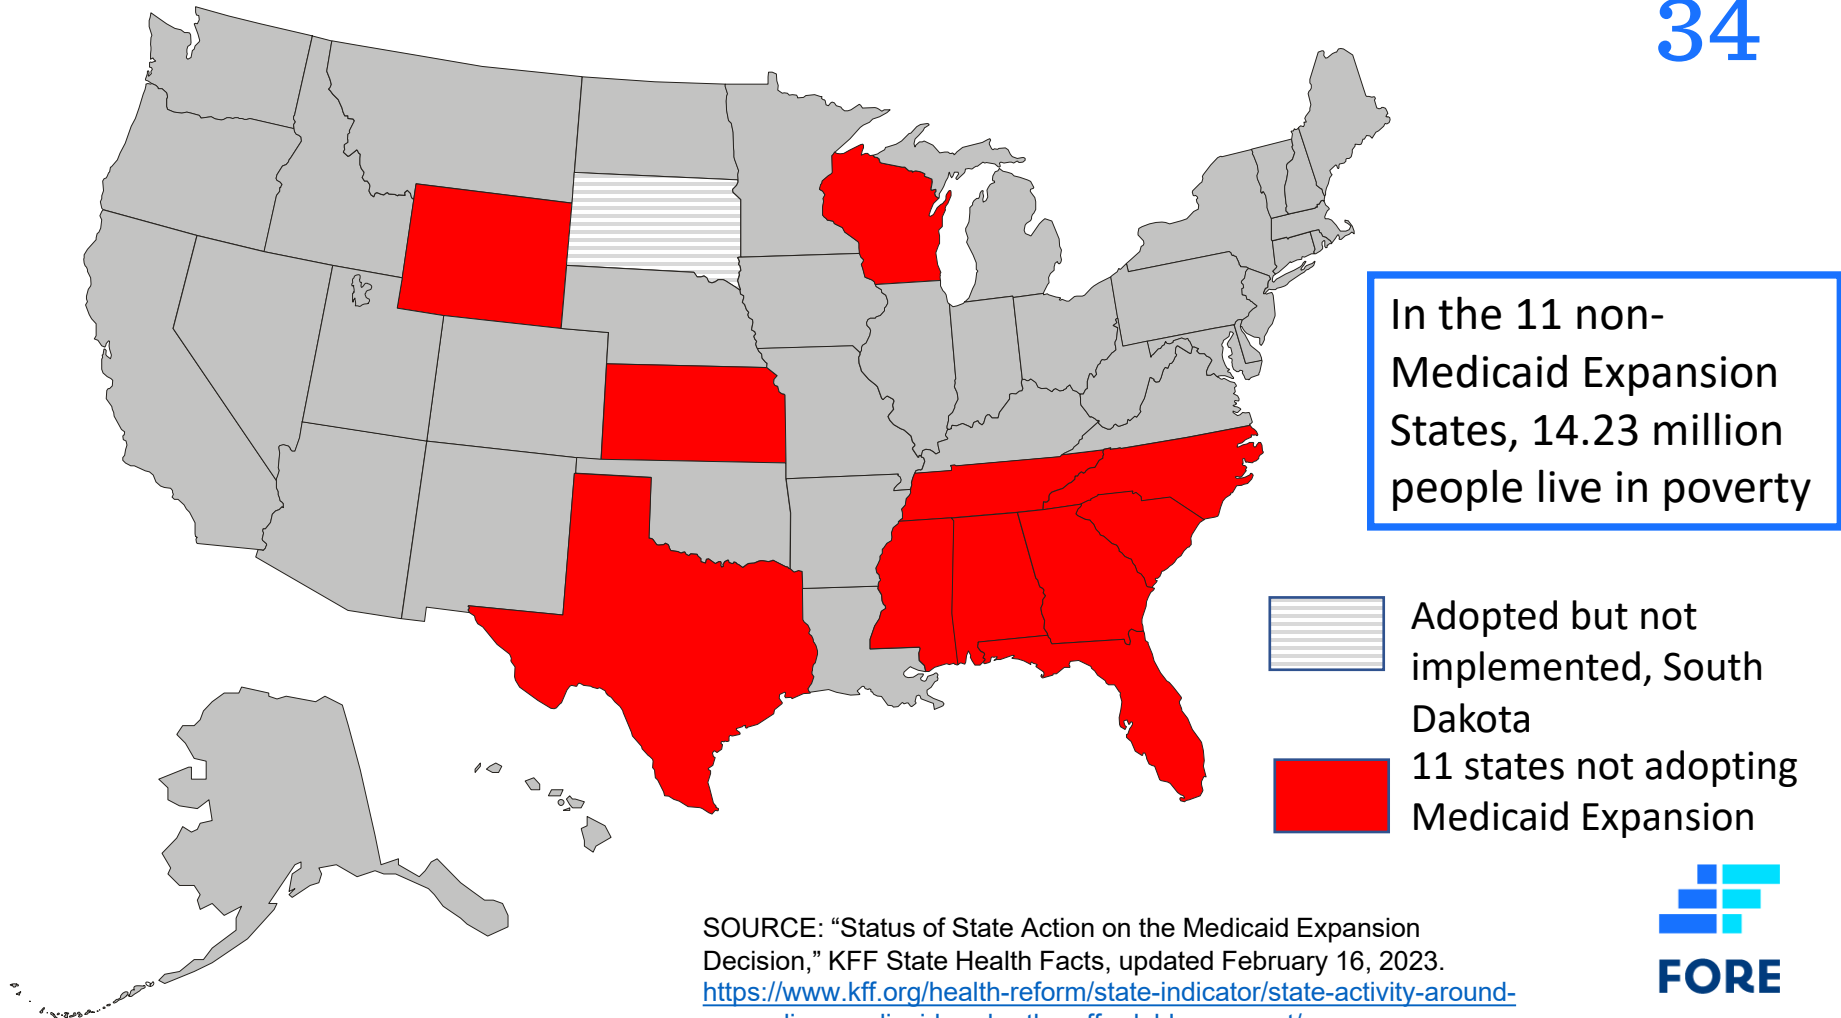 34
In the 11 non-
Medicaid Expansion
States, 14.23 million
people live in poverty
Adopted but not
implemented, South
Dakota
11 states not adopting
Medicaid Expansion
SOURCE: “Status of State Action on the Medicaid Expansion
Decision,” KFF State Health Facts, updated February 16, 2023.
https://www.kff.org/health-reform/state-indicator/state-activity-around-
FORE